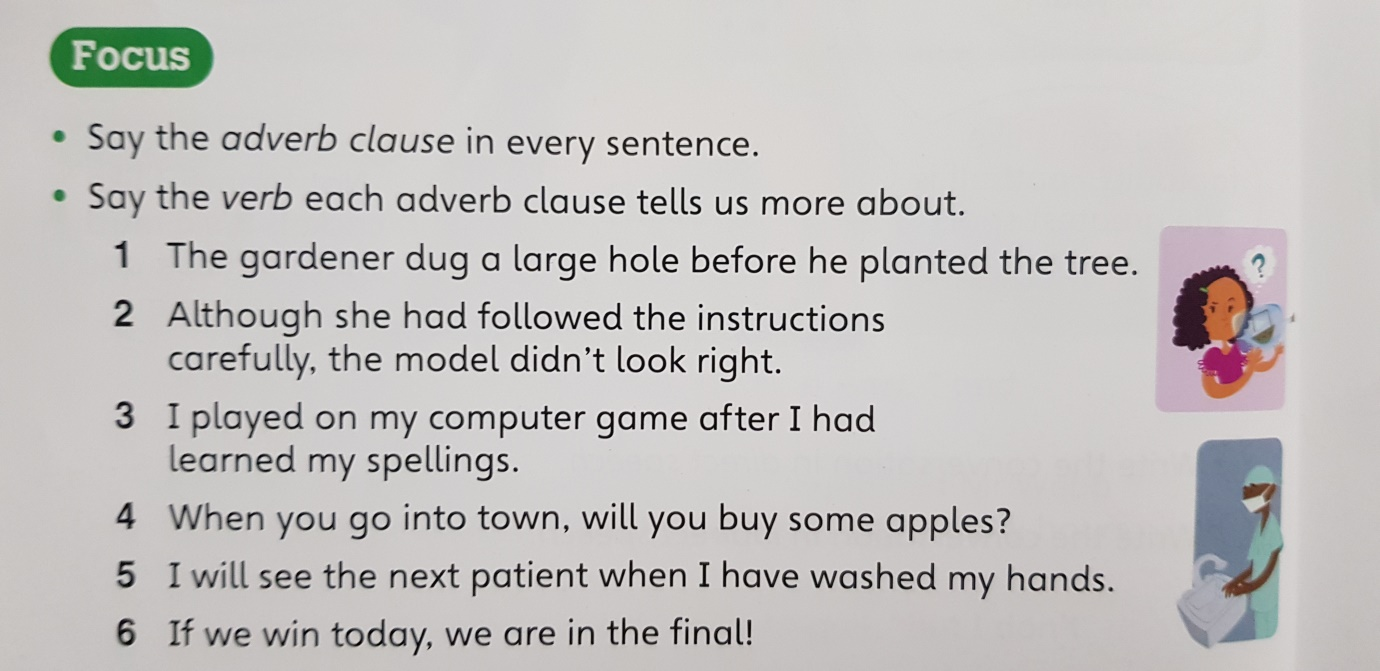 Focus
• Say the adverb clause in every sentence.
• Say the verb each adverb clause tells us more about.
1 The gardener dug a large hole before he planted the tree.
2 Although she had followed the instructions
carefully, the model didn't look right.
3 I played on my computer game after I had
learned my spellings.
4 When you go into town, will you buy some apples?
5 I will see the next patient when I have washed my hands.
6 If we win today, we are in the final!
?